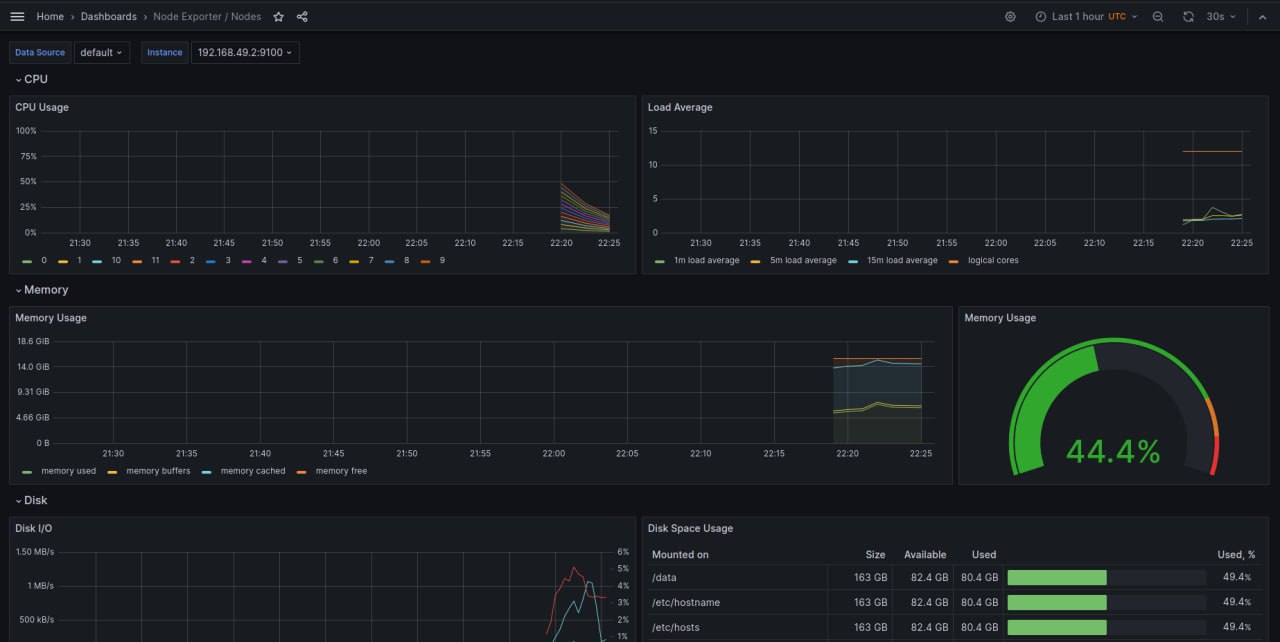 Home › Dashboards › Node Exporter / Nodes
Last 1 hour UTC
30s
Data Source default Instance 192.168.49.2:9100
CPU
CPU Usage
100%
75%
50%
25%
0%
21:30 21:35 21:40 21:45 21:50 21:55 22:00 22:05 22:10 22:15 22:20 22:25
0 1 10 11 2 3 4 5 6 7 8 9
Load Average
15
10
5
0
21:30 21:35 21:40 21:45 21:50 21:55 22:00 22:05 22:10 22:15 22:20 22:25
1m load average 5m load average 15m load average logical cores
Memory
Memory Usage
18.6 GiB
14.0 GiB
9.31 GiB
4.66 GiB
0 B
21:30 21:35 21:40 21:45 21:50 21:55 22:00 22:05 22:10 22:15 22:20 22:25
memory used memory buffers memory cached memory free
Memory Usage
44.4%
Disk
Disk I/O
1.50 MB/s
1 MB/s
500 kB/s
6%
5%
4%
3%
2%
1%
Disk Space Usage
Mounted on Size Available Used Used, %
/data 163 GB 82.4 GB 80.4 GB 49.4%
/etc/hostname 163 GB 82.4 GB 80.4 GB 49.4%
/etc/hosts 163 GB 82.4 GB 80.4 GB 49.4%